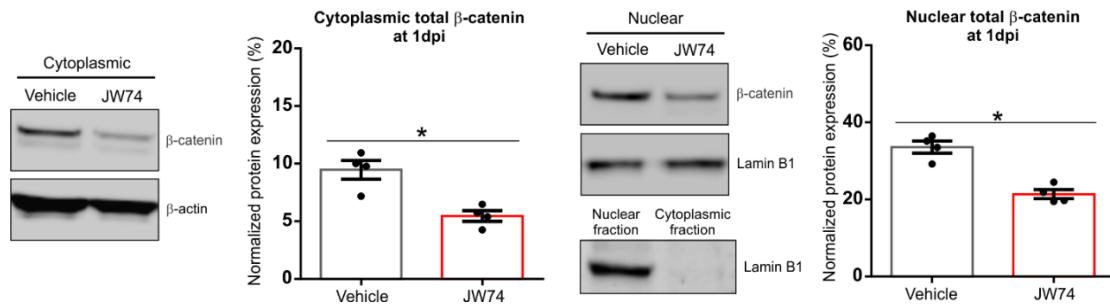 Cytoplasmic
Vehicle JW74
β-catenin
β-actin
Cytoplasmic total β-catenin
at 1dpi
Normalized protein expression (%)
20
15
10
5
0
*
Vehicle JW74
Nuclear
Vehicle JW74
β-catenin
Lamin B1
Nuclear Cytoplasmic
fraction fraction
Lamin B1
Nuclear total β-catenin
at 1dpi
Normalized protein expression (%)
60
40
20
0
*
Vehicle JW74